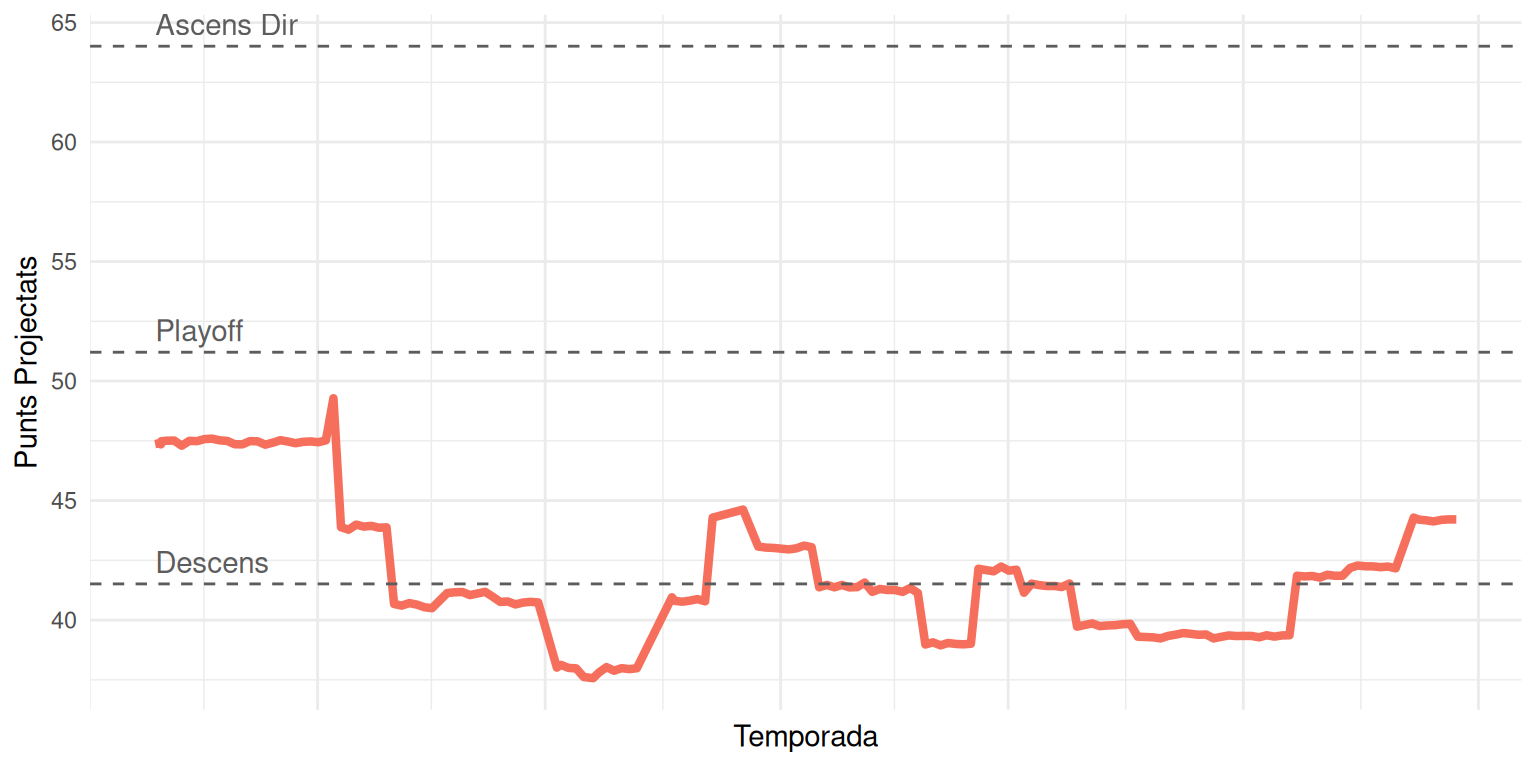 65
Ascens Dir
60
55
Playoff
50
45
Descens
40
Punts Projectats
Temporada